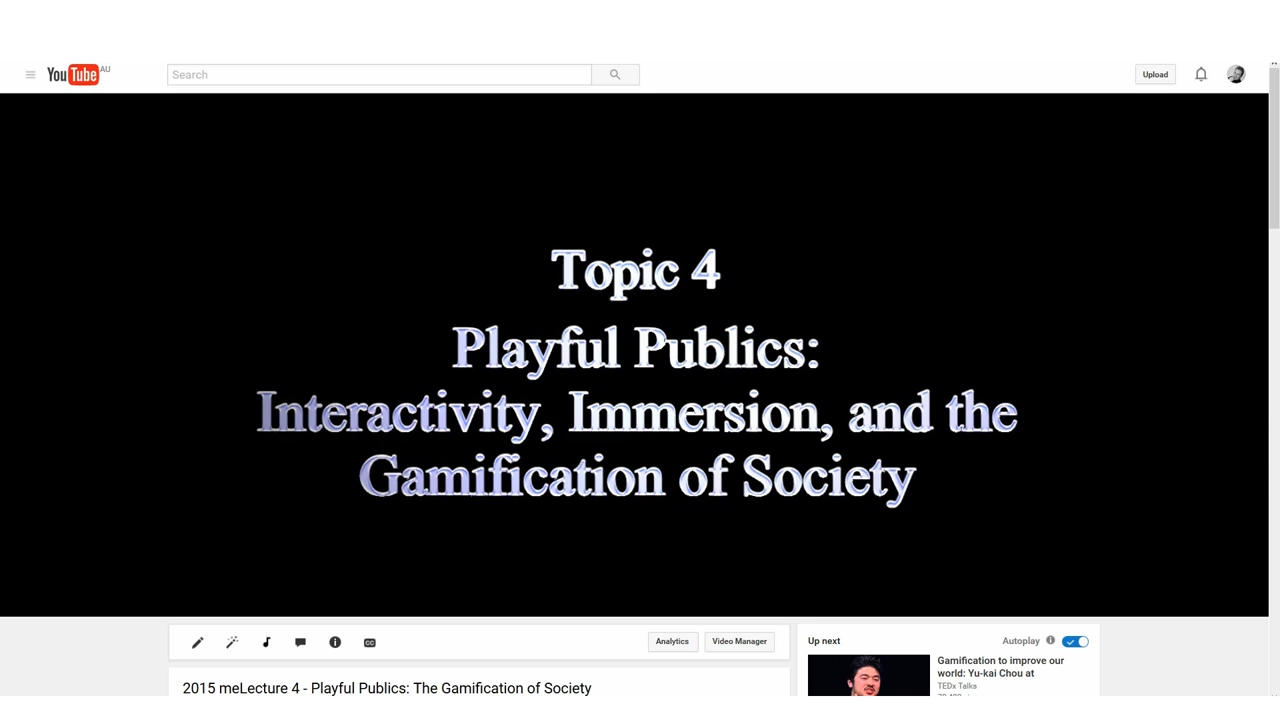 YouTube AU
Search
Upload
Topic 4
Playful Publics:
Interactivity, Immersion, and the
Gamification of Society
CC
Analytics
Video Manager
Up next
Autoplay
Gamification to improve our
world: Yu-kai Chou at
TEDx Talks
Lecture 4 - Playful Publics: The Gamification of Society